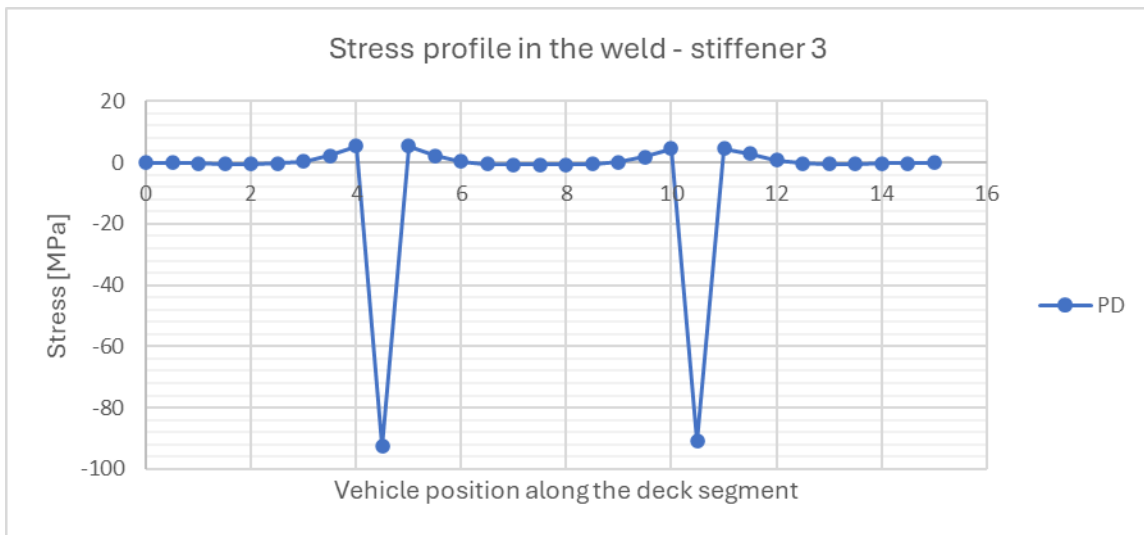 Stress profile in the weld - stiffener 3
20
0
-20
-40
-60
-80
-100
0 2 4 6 8 10 12 14 16
Stress [MPa]
Vehicle position along the deck segment
PD